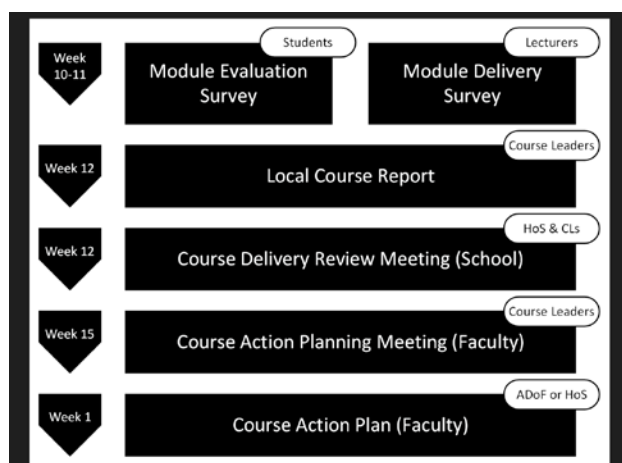 Students
Lecturers
Week
10-11
Module Evaluation
Survey
Module Delivery
Survey
Course Leaders
Week 12
Local Course Report
HoS & CLs
Week 12
Course Delivery Review Meeting (School)
Course Leaders
Week 15
Course Action Planning Meeting (Faculty)
ADoF or HoS
Week 1
Course Action Plan (Faculty)